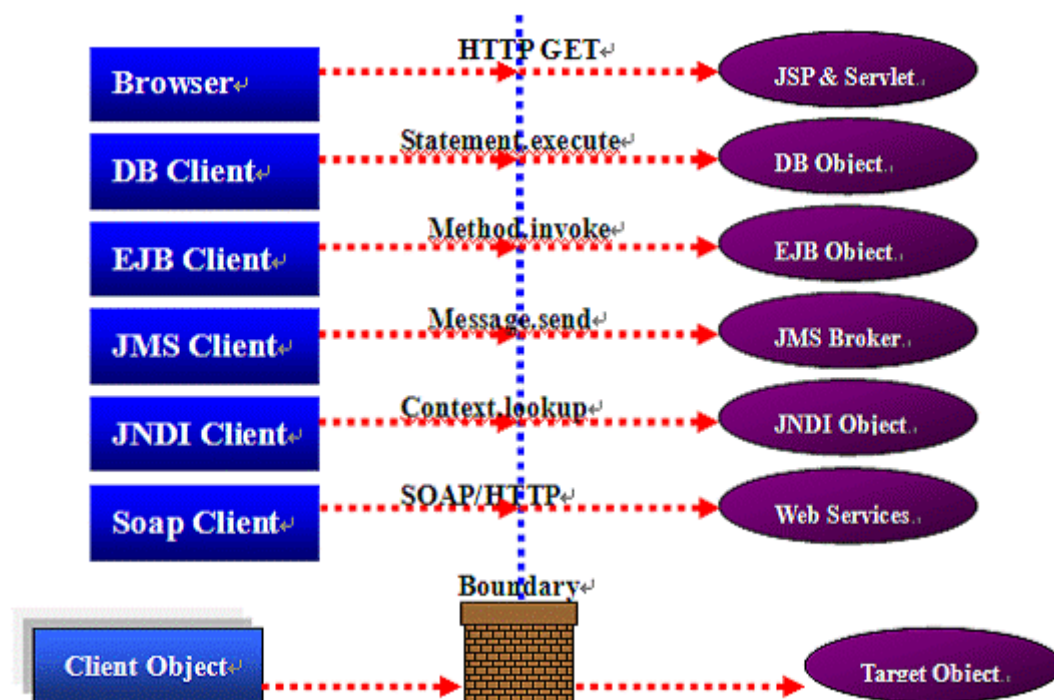 HTTP GET
Browser
JSP & Servlet
Statement.execute
DB Client
DB Object
Method.invoke
EJB Client
EJB Object
Message.send
JMS Client
JMS Broker
Context.lookup
JNDI Client
JNDI Object
SOAP/HTTP
Soap Client
Web Services
Boundary
Client Object
Target Object